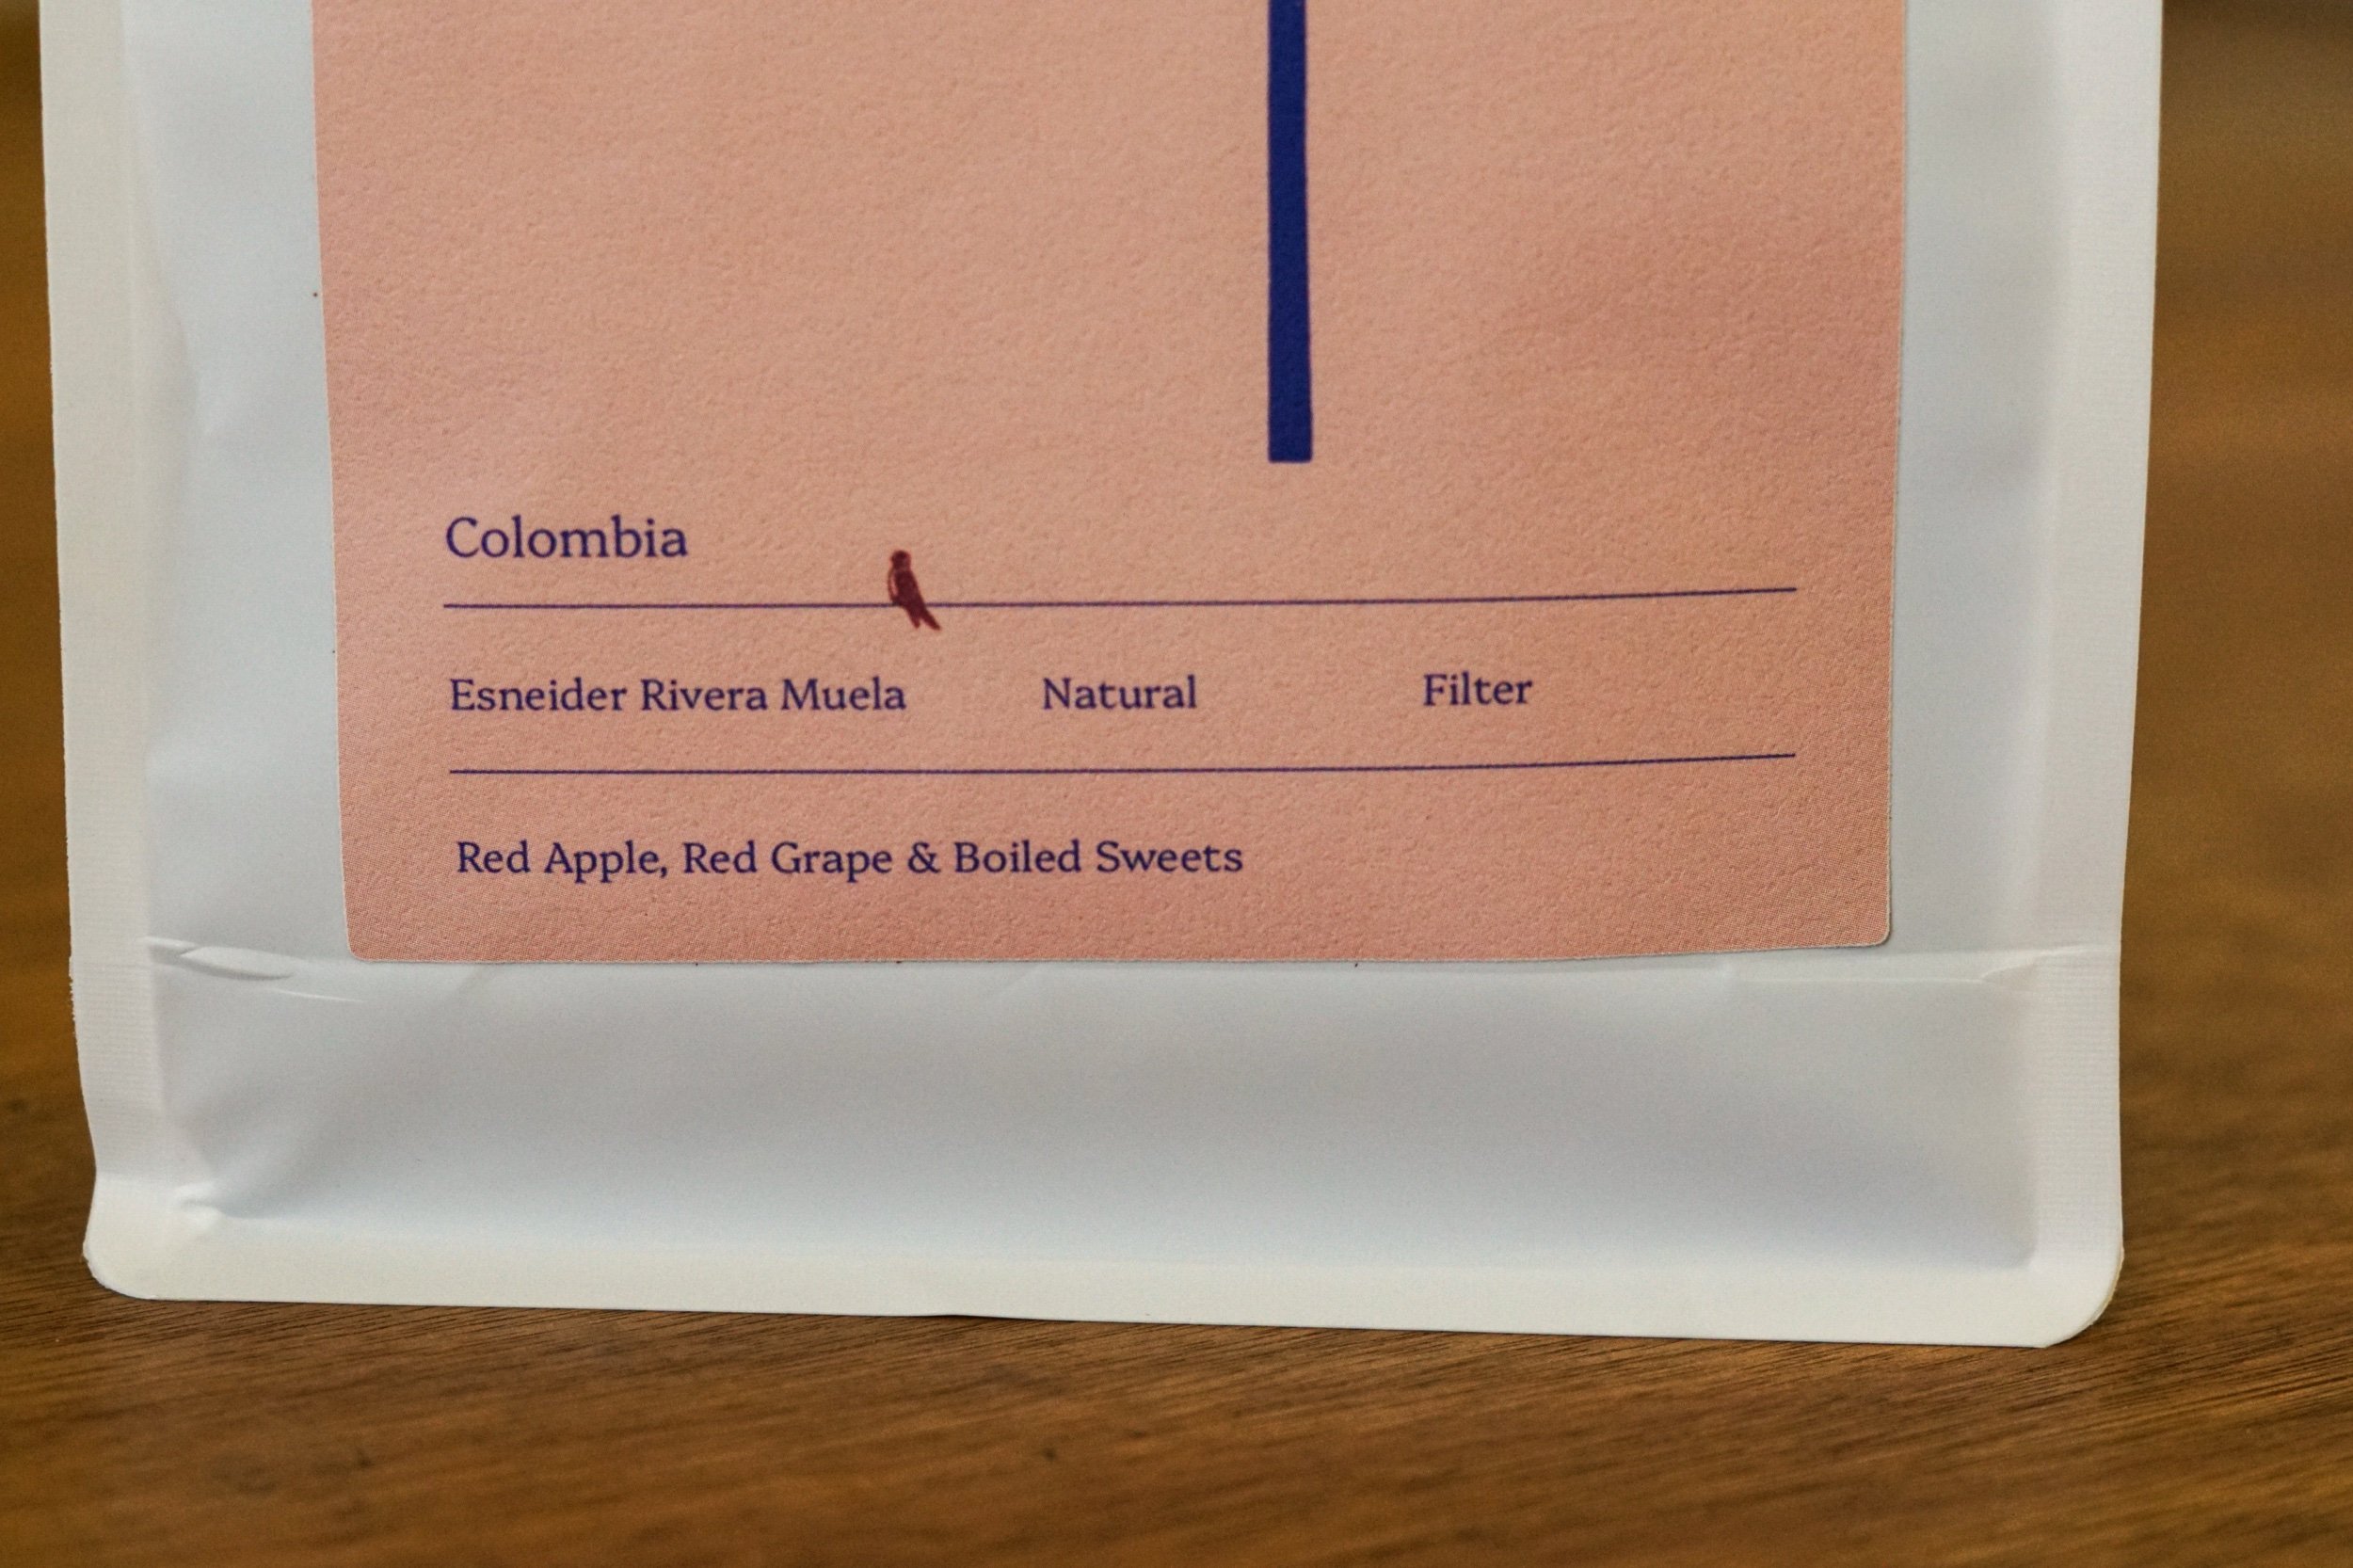 Colombia
Esneider Rivera Muela Natural Filter
Red Apple, Red Grape & Boiled Sweets